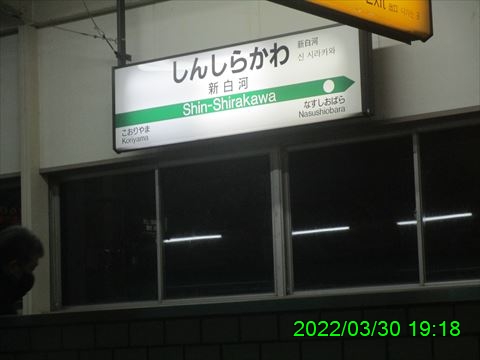 しんしらかわ
新白河
신 시라카와
新白河
Shin-Shirakawa
こおりやま
Koriyama
なすしおばら
Nasushiobara
2022/03/30 19:18